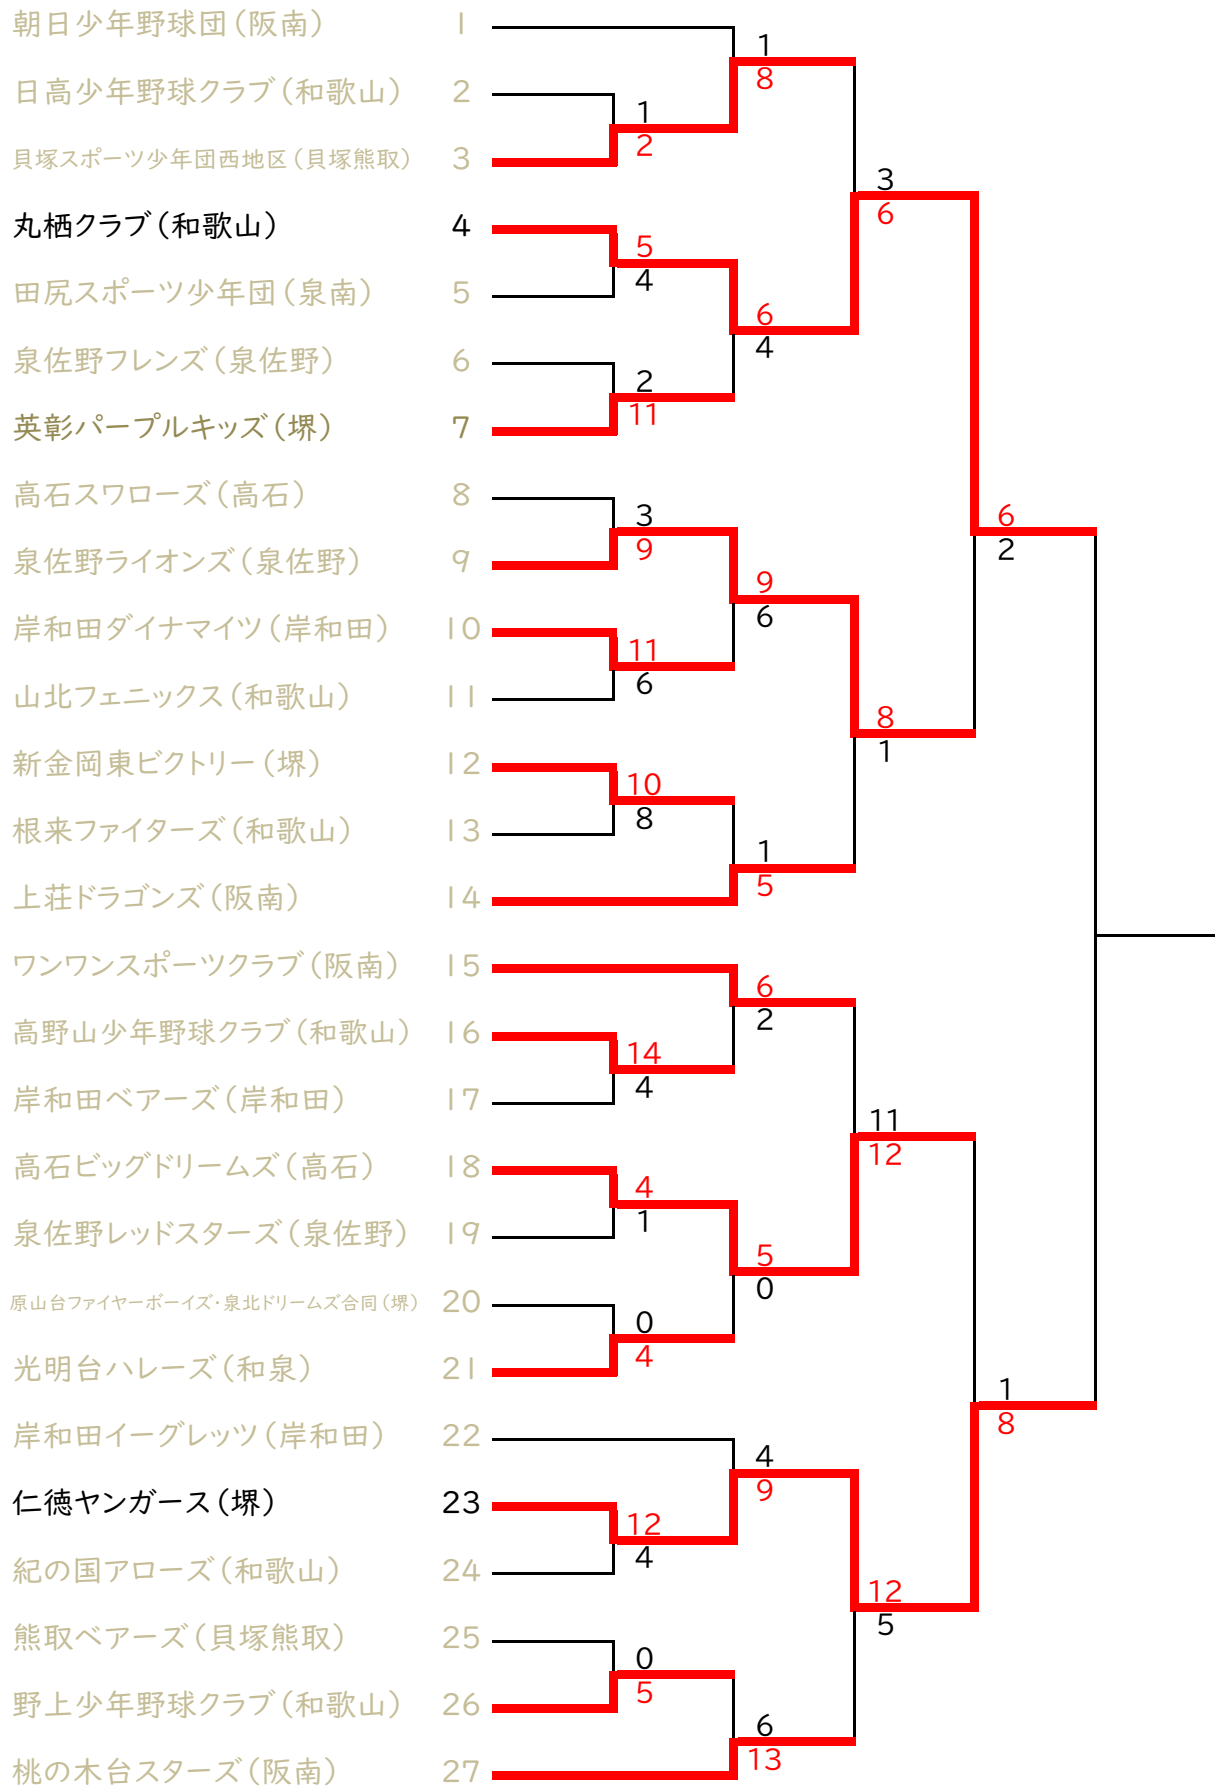 朝日少年野球団(阪南) 1
1
8
日高少年野球クラブ(和歌山) 2
1
2
貝塚スポーツ少年団西地区(貝塚熊取) 3
3
6
丸栖クラブ(和歌山) 4
5
4
田尻スポーツ少年団(泉南) 5
6
4
泉佐野フレンズ(泉佐野) 6
2
11
英彰パープルキッズ(堺) 7
高石スワローズ(高石) 8
3
9
6
2
泉佐野ライオンズ(泉佐野) 9
9
6
岸和田ダイナマイツ(岸和田) 10
11
6
山北フェニックス(和歌山) 11
8
1
新金岡東ビクトリー(堺) 12
10
8
根来ファイターズ(和歌山) 13
1
5
上荘ドラゴンズ(阪南) 14
ワンワンスポーツクラブ(阪南) 15
6
2
高野山少年野球クラブ(和歌山) 16
14
4
岸和田ベアーズ(岸和田) 17
11
12
高石ビッグドリームズ(高石) 18
4
1
泉佐野レッドスターズ(泉佐野) 19
5
0
原山台ファイヤーボーイズ・泉北ドリームズ合同(堺) 20
0
4
光明台ハレーズ(和泉) 21
1
8
岸和田イーグレッツ(岸和田) 22
4
9
仁徳ヤンガース(堺) 23
12
4
紀の国アローズ(和歌山) 24
12
5
熊取ベアーズ(貝塚熊取) 25
0
5
野上少年野球クラブ(和歌山) 26
6
13
桃の木台スターズ(阪南) 27